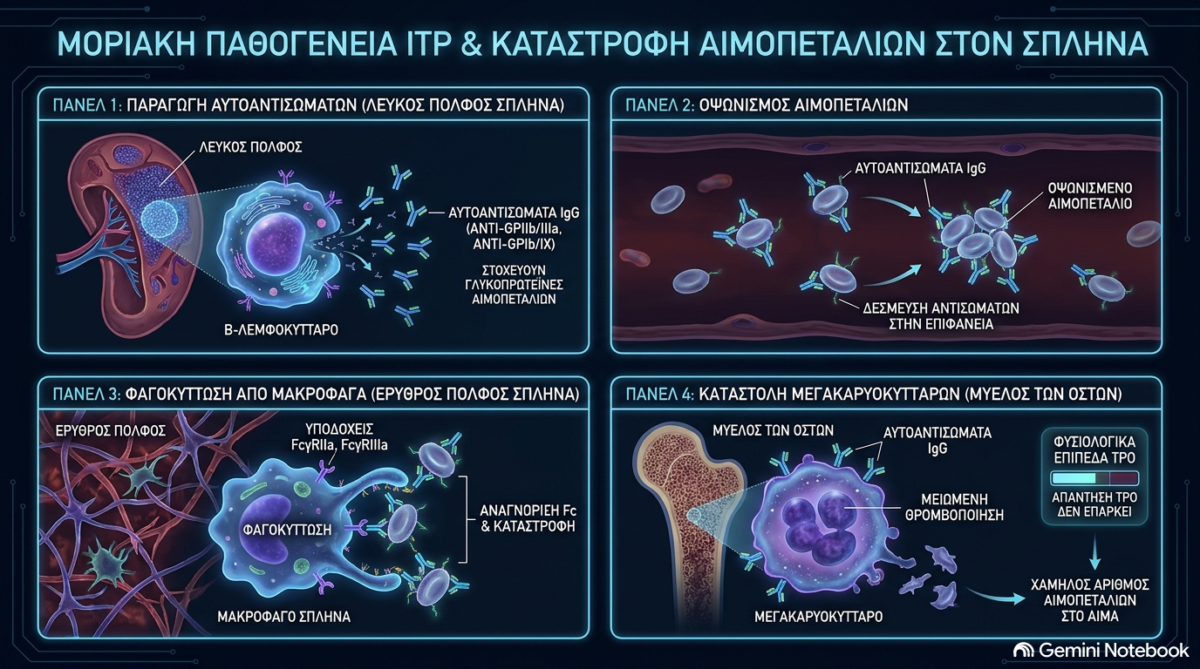 ΜΟΡΙΑΚΗ ΠΑΘΟΓΕΝΕΙΑ ITP & ΚΑΤΑΣΤΡΟΦΗ ΑΙΜΟΠΕΤΑΛΙΩΝ ΣΤΟΝ ΣΠΛΗΝΑ
ΠΑΝΕΛ 1: ΠΑΡΑΓΩΓΗ ΑΥΤΟΑΝΤΙΣΩΜΑΤΩΝ (ΛΕΥΚΟΣ ΠΟΛΦΟΣ ΣΠΛΗΝΑ)
ΛΕΥΚΟΣ ΠΟΛΦΟΣ
ΑΥΤΟΑΝΤΙΣΩΜΑΤΑ IgG
(ANTI-GPIIb/IIIa,
ANTI-GPIb/IX)
ΣΤΟΧΕΥΟΥΝ
ΓΛΥΚΟΠΡΩΤΕΪΝΕΣ
ΑΙΜΟΠΕΤΑΛΙΩΝ
Β-ΛΕΜΦΟΚΥΤΤΑΡΟ
ΠΑΝΕΛ 2: ΟΨΩΝΙΣΜΟΣ ΑΙΜΟΠΕΤΑΛΙΩΝ
ΑΥΤΟΑΝΤΙΣΩΜΑΤΑ IgG
ΟΨΩΝΙΣΜΕΝΟ
ΑΙΜΟΠΕΤΑΛΙΟ
ΔΕΣΜΕΥΣΗ ΑΝΤΙΣΩΜΑΤΩΝ
ΣΤΗΝ ΕΠΙΦΑΝΕΙΑ
ΠΑΝΕΛ 3: ΦΑΓΟΚΥΤΤΩΣΗ ΑΠΟ ΜΑΚΡΟΦΑΓΑ (ΕΡΥΘΡΟΣ ΠΟΛΦΟΣ ΣΠΛΗΝΑ)
ΕΡΥΘΡΟΣ ΠΟΛΦΟΣ
ΥΠΟΔΟΧΕΙΣ
FcγRIIa, FcγRIIIa
ΦΑΓΟΚΥΤΤΩΣΗ
ΑΝΑΓΝΩΡΙΣΗ Fc
& ΚΑΤΑΣΤΡΟΦΗ
ΜΑΚΡΟΦΑΓΟ ΣΠΛΗΝΑ
ΠΑΝΕΛ 4: ΚΑΤΑΣΤΟΛΗ ΜΕΓΑΚΑΡΥΟΚΥΤΤΑΡΩΝ (ΜΥΕΛΟΣ ΤΩΝ ΟΣΤΩΝ)
ΜΥΕΛΟΣ ΤΩΝ ΟΣΤΩΝ
ΑΥΤΟΑΝΤΙΣΩΜΑΤΑ
IgG
ΜΕΙΩΜΕΝΗ
ΘΡΟΜΒΟΠΟΙΗΣΗ
ΜΕΓΑΚΑΡΥΟΚΥΤΤΑΡΟ
ΦΥΣΙΟΛΟΓΙΚΑ
ΕΠΙΠΕΔΑ TPO
ΑΠΑΝΤΗΣΗ TPO
ΔΕΝ ΕΠΑΡΚΕΙ
ΧΑΜΗΛΟΣ ΑΡΙΘΜΟΣ
ΑΙΜΟΠΕΤΑΛΙΩΝ
ΣΤΟ ΑΙΜΑ
Gemini Notebook